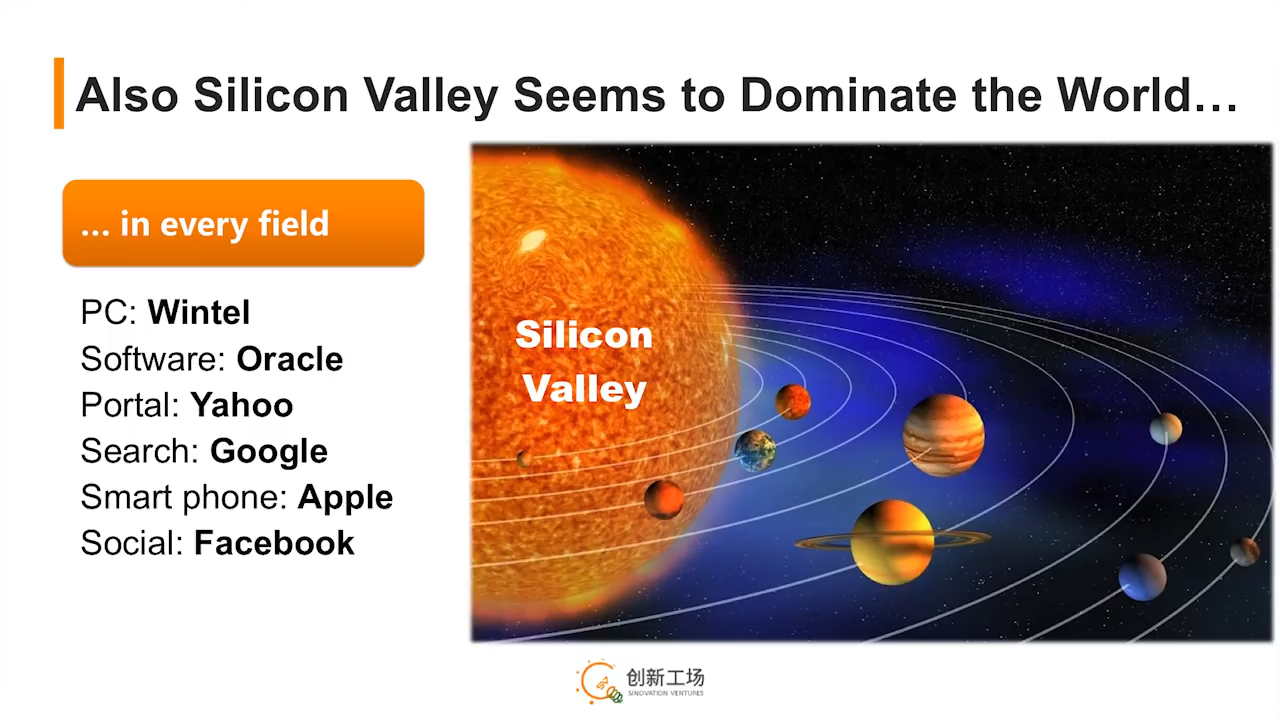 Also Silicon Valley Seems to Dominate the World…
… in every field
PC: Wintel
Software: Oracle
Portal: Yahoo
Search: Google
Smart phone: Apple
Social: Facebook
Silicon
Valley
创新工场
SINOVATION VENTURES